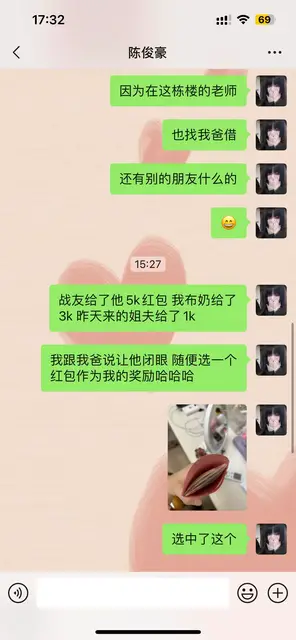 17:32
69
陈俊豪
因为在这栋楼的老师
也找我爸借
还有别的朋友什么的
15:27
战友给了他 5k 红包 我布奶给了
3k 昨天来的姐夫给了 1k
我跟我爸说让他闭眼 随便选一个
红包作为我的奖励哈哈哈
选中了这个